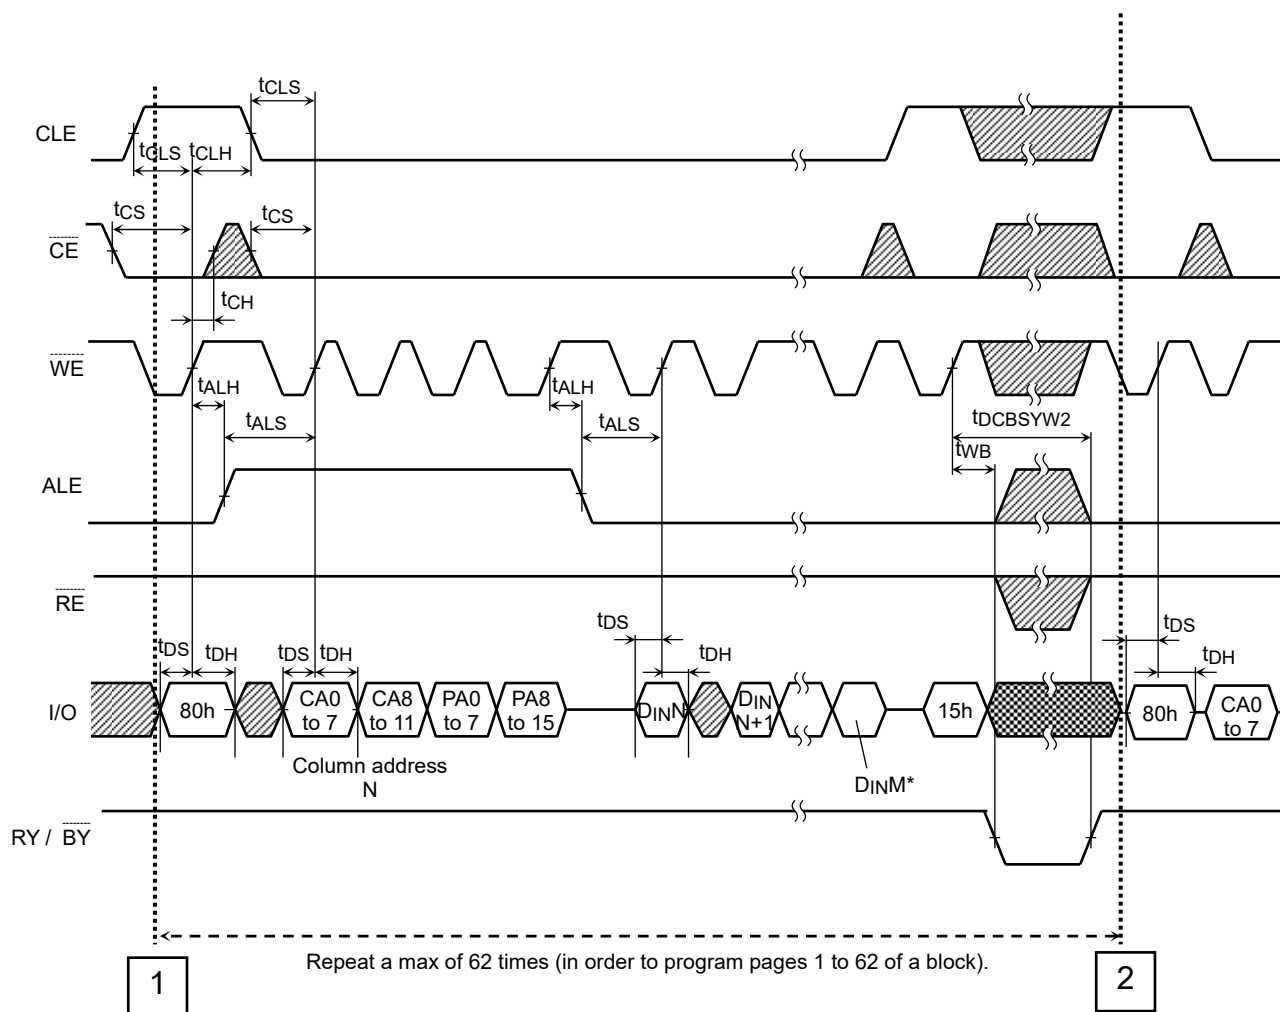 tCLS
CLE
tCLS tCLH
tCS tCS
CE
tCH
WE
tALH tALH
tALS tALS
tDCBSYW2
tWB
ALE
RE
tDS tDS
tDS tDH tDS tDH tDH tDH
I/O
80h
CA0 to 7
CA8 to 11
PA0 to 7
PA8 to 15
DINN
DIN N+1
15h
80h
CA0 to 7
Column address
N
DINM*
RY / BY
Repeat a max of 62 times (in order to program pages 1 to 62 of a block).
1
2